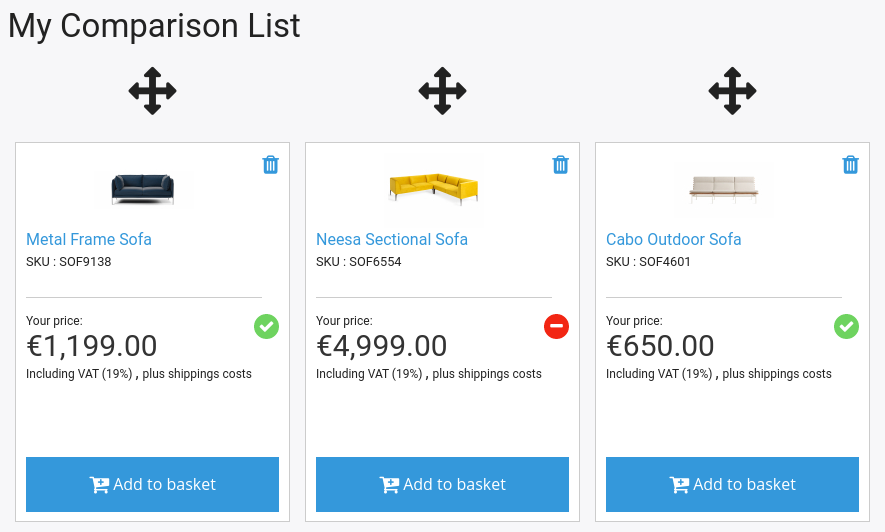 My Comparison List
Metal Frame Sofa
SKU : SOF9138
Your price:
€1,199.00
Including VAT (19%) , plus shippings costs
Add to basket
Neesa Sectional Sofa
SKU : SOF6554
Your price:
€4,999.00
Including VAT (19%) , plus shippings costs
Add to basket
Cabo Outdoor Sofa
SKU : SOF4601
Your price:
€650.00
Including VAT (19%) , plus shippings costs
Add to basket